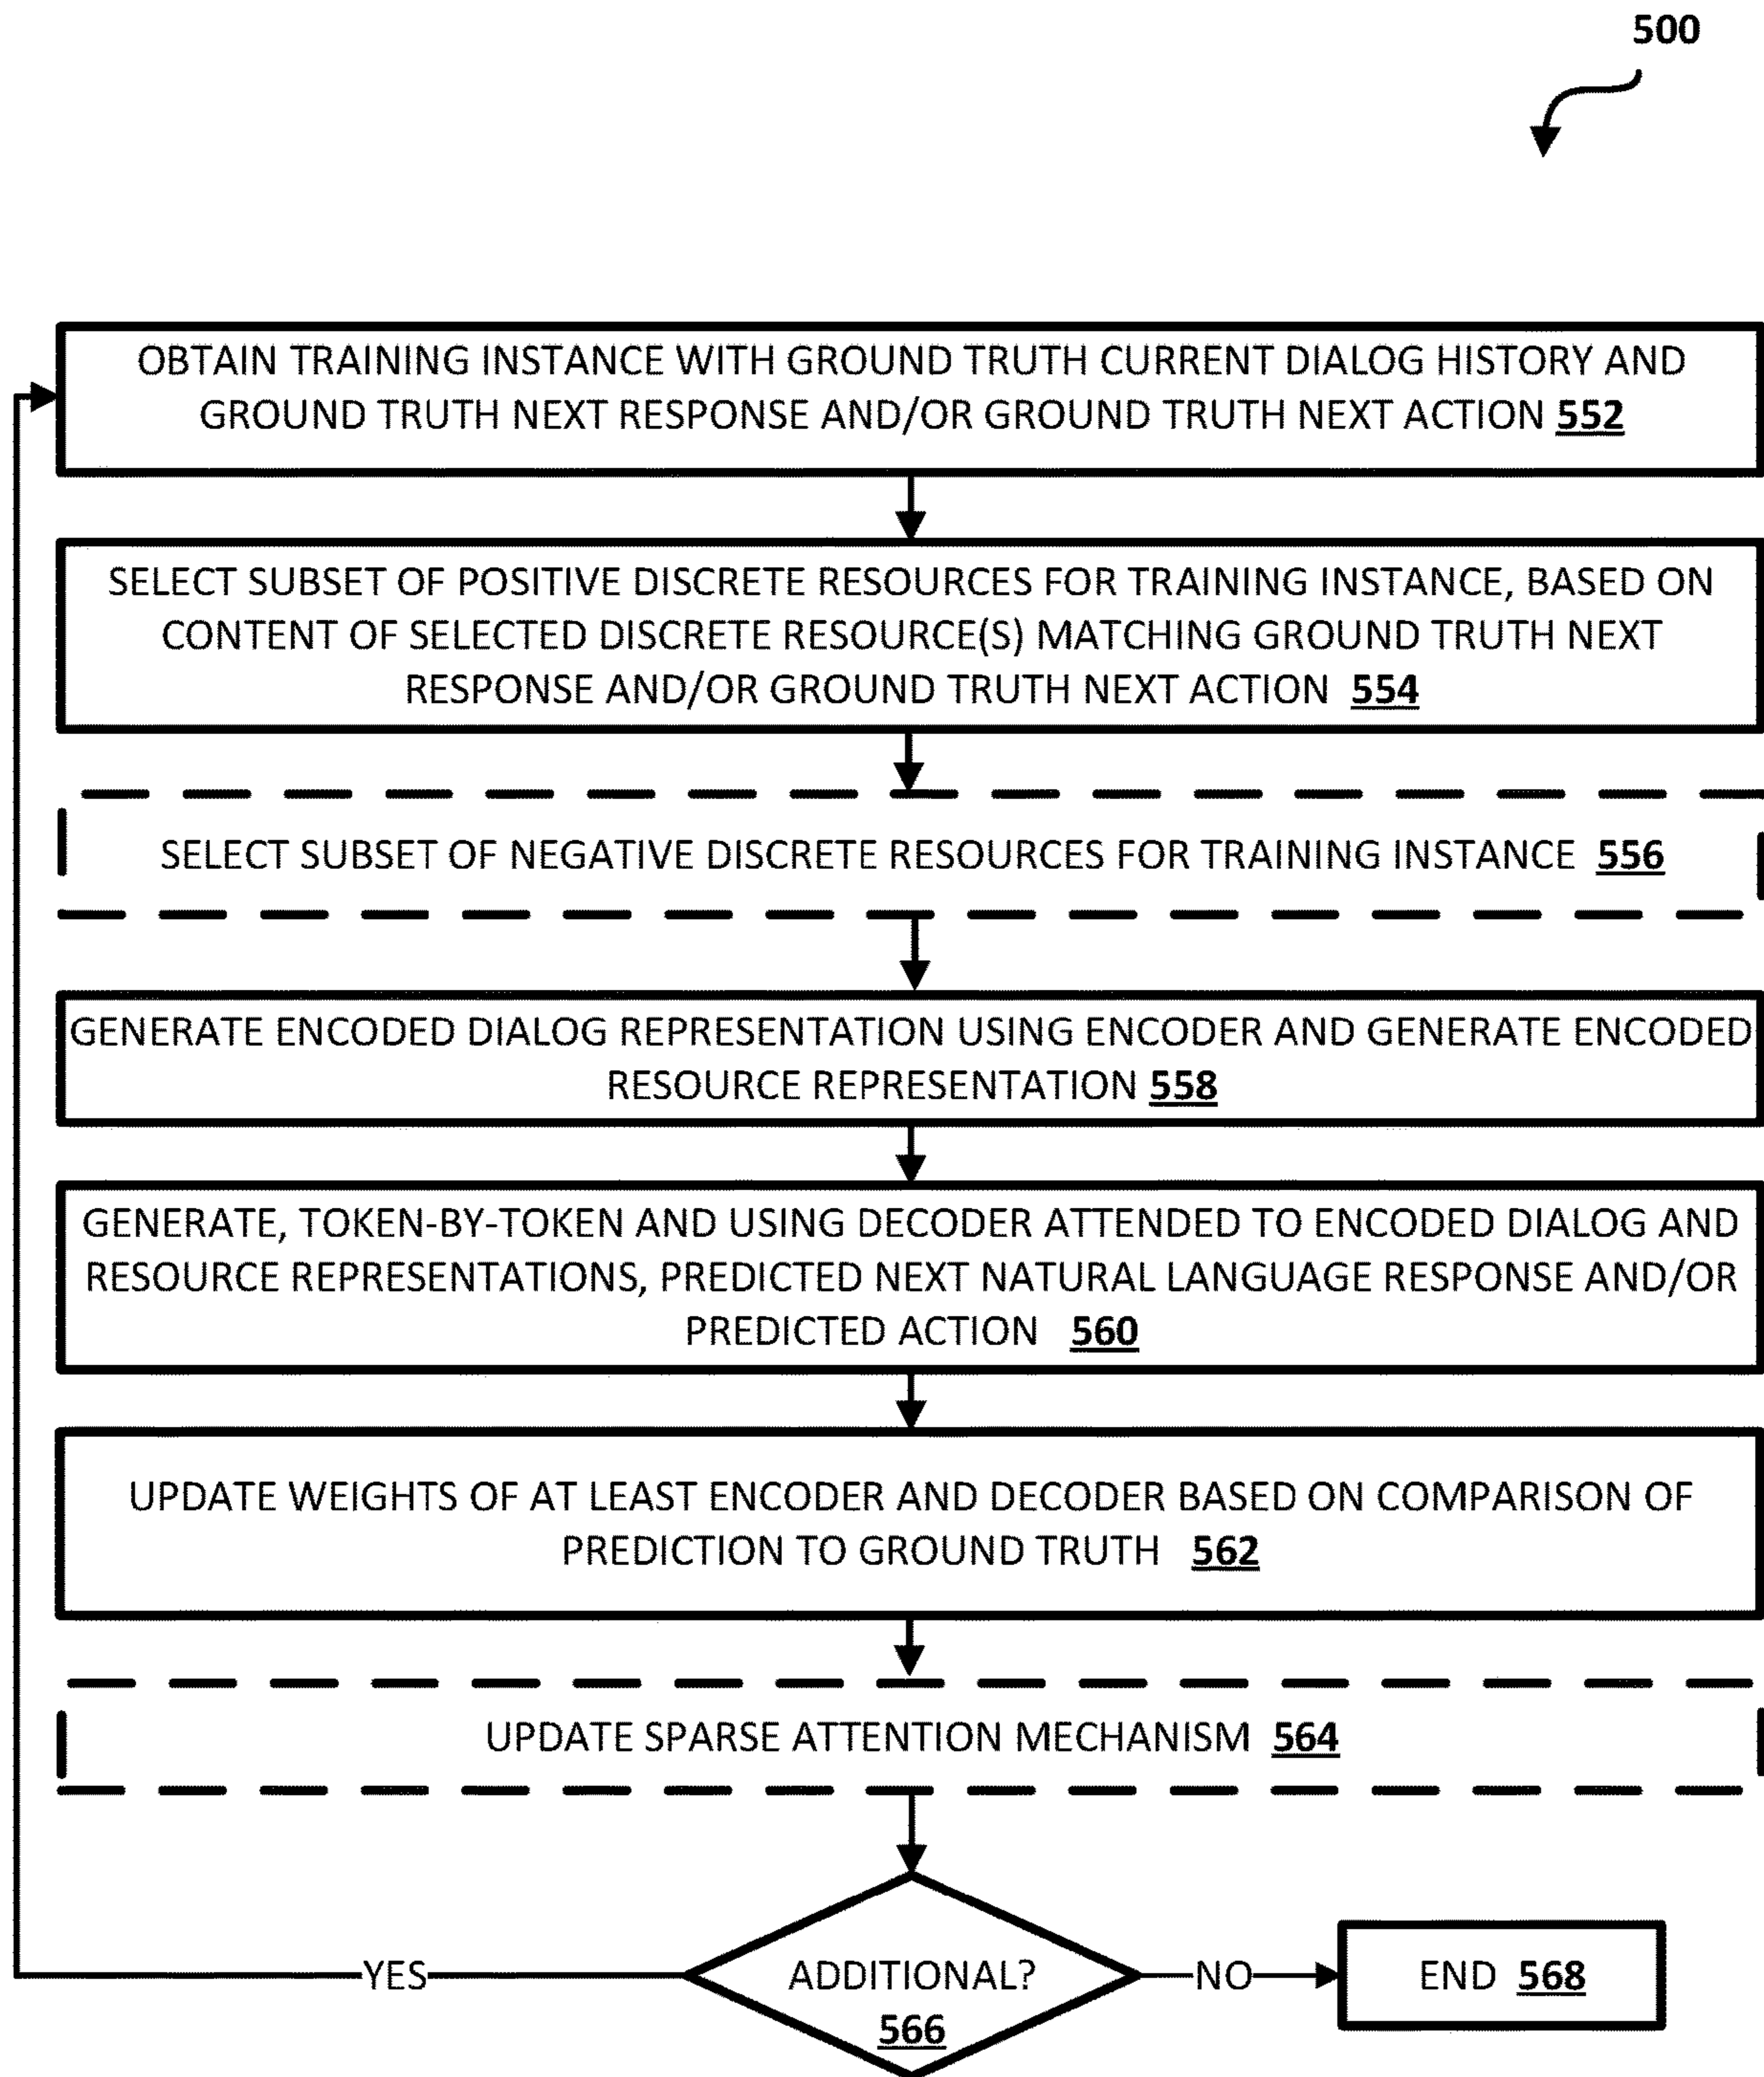 500
OBTAIN TRAINING INSTANCE WITH GROUND TRUTH CURRENT DIALOG HISTORY AND
GROUND TRUTH NEXT RESPONSE AND/OR GROUND TRUTH NEXT ACTION 552
SELECT SUBSET OF POSITIVE DISCRETE RESOURCES FOR TRAINING INSTANCE, BASED ON
CONTENT OF SELECTED DISCRETE RESOURCE(S) MATCHING GROUND TRUTH NEXT
RESPONSE AND/OR GROUND TRUTH NEXT ACTION 554
SELECT SUBSET OF NEGATIVE DISCRETE RESOURCES FOR TRAINING INSTANCE 556
GENERATE ENCODED DIALOG REPRESENTATION USING ENCODER AND GENERATE ENCODED
RESOURCE REPRESENTATION 558
GENERATE, TOKEN-BY-TOKEN AND USING DECODER ATTENDED TO ENCODED DIALOG AND
RESOURCE REPRESENTATIONS, PREDICTED NEXT NATURAL LANGUAGE RESPONSE AND/OR
PREDICTED ACTION 560
UPDATE WEIGHTS OF AT LEAST ENCODER AND DECODER BASED ON COMPARISON OF
PREDICTION TO GROUND TRUTH 562
UPDATE SPARSE ATTENTION MECHANISM 564
YES
ADDITIONAL?
566
NO
END 568